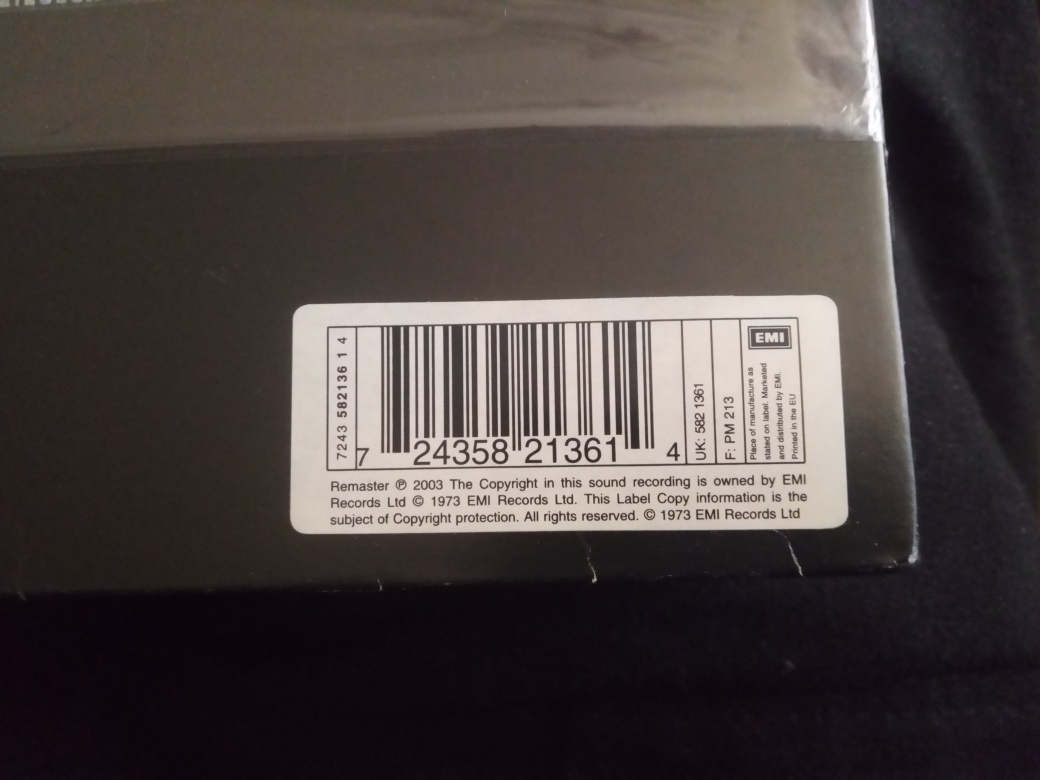 7243 582136 1 4
7 24358 21361 4
UK: 582 1361
F: PM 213
EMI
Place of manufacture as
stated on label. Marketed
and distributed by EMI.
Printed in the EU
Remaster ℗ 2003 The Copyright in this sound recording is owned by EMI
Records Ltd © 1973 EMI Records Ltd. This Label Copy information is the
subject of Copyright protection. All rights reserved. © 1973 EMI Records Ltd